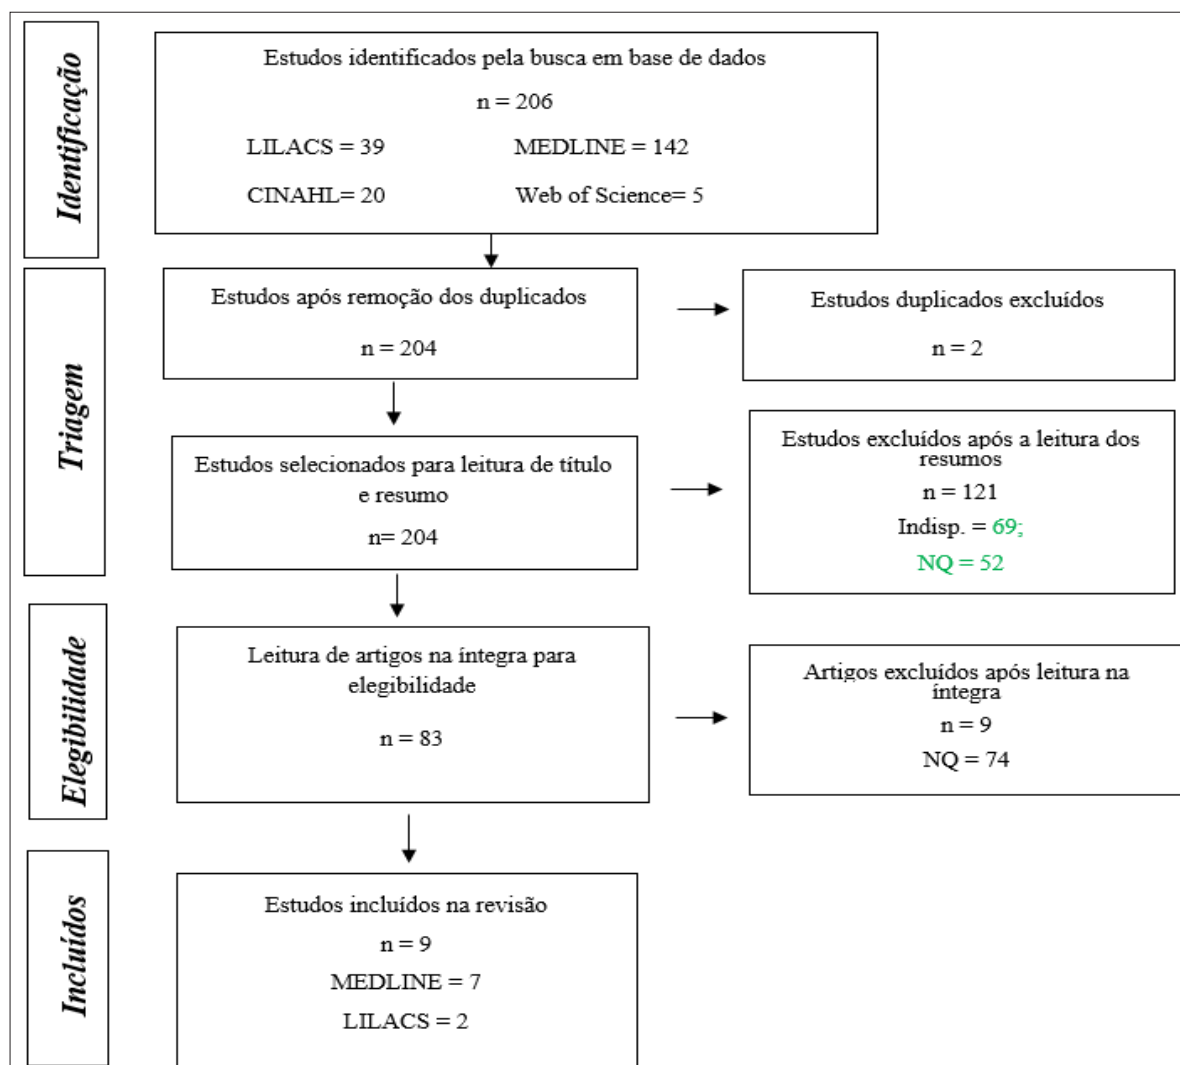 Identificação
Estudos identificados pela busca em base de dados
n = 206
LILACS = 39 MEDLINE = 142
CINAHL= 20 Web of Science= 5
Triagem
Estudos após remoção dos duplicados
n = 204
Estudos duplicados excluídos
n = 2
Estudos selecionados para leitura de título
e resumo
n= 204
Estudos excluídos após a leitura dos
resumos
n = 121
Indisp. = 69;
NQ = 52
Elegibilidade
Leitura de artigos na íntegra para
elegibilidade
n = 83
Artigos excluídos após leitura na
íntegra
n = 9
NQ = 74
Incluídos
Estudos incluídos na revisão
n = 9
MEDLINE = 7
LILACS = 2